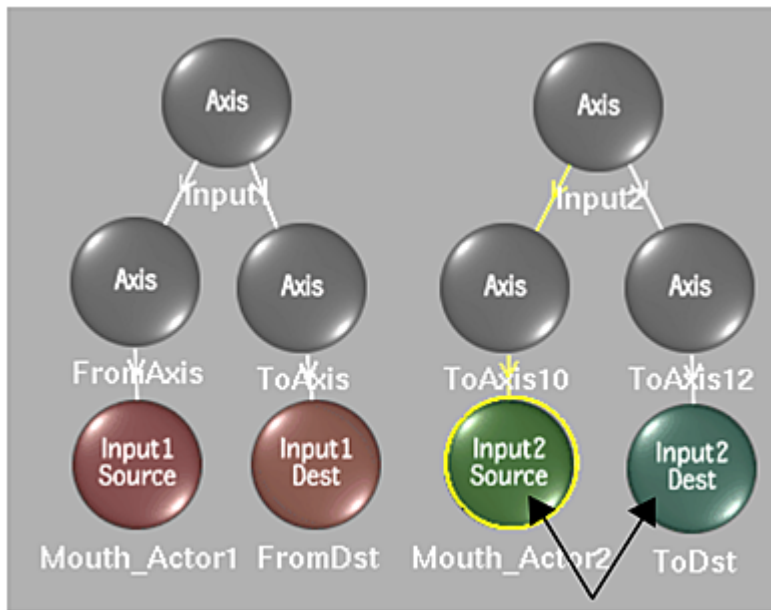 Axis
Axis
Input1
Input2
Axis
Axis
Axis
Axis
FromAxis
ToAxis
ToAxis10
ToAxis12
Input1
Source
Input1
Dest
Input2
Source
Input2
Dest
Mouth_Actor1
FromDst
Mouth_Actor2
ToDst